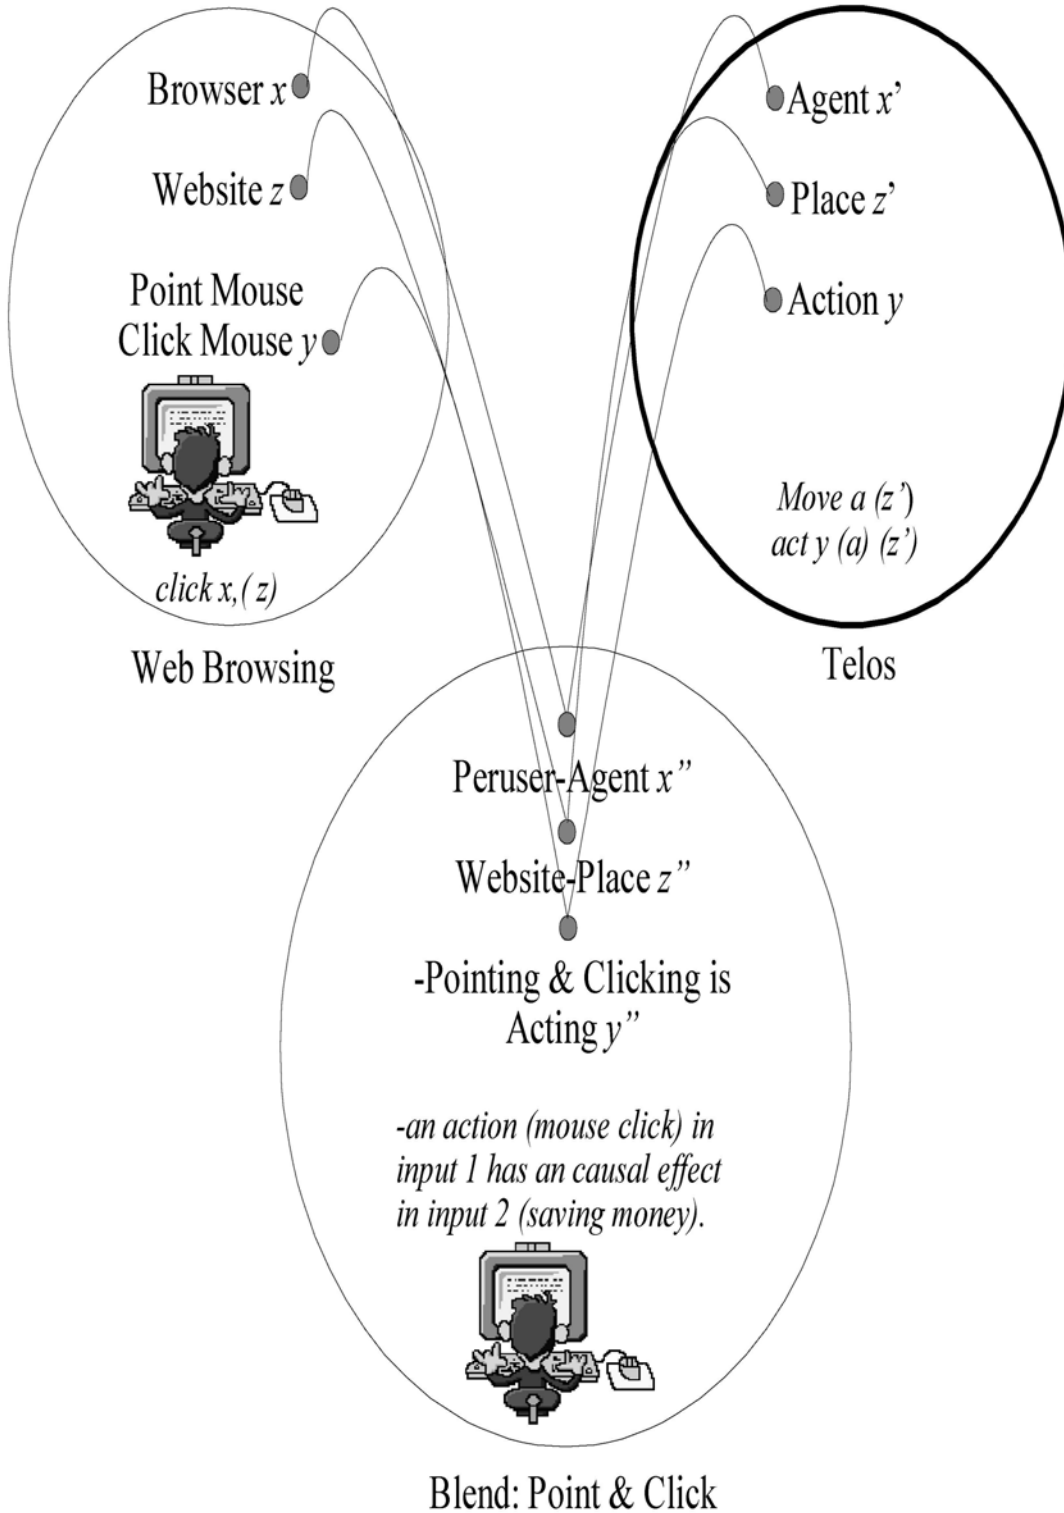 Browser x
Website z
Point Mouse
Click Mouse y
click x,( z)
Web Browsing
Agent x’
Place z’
Action y
Move a (z’)
act y (a) (z’)
Telos
Peruser-Agent x”
Website-Place z”
-Pointing & Clicking is
Acting y”
-an action (mouse click) in
input 1 has an causal effect
in input 2 (saving money).
Blend: Point & Click